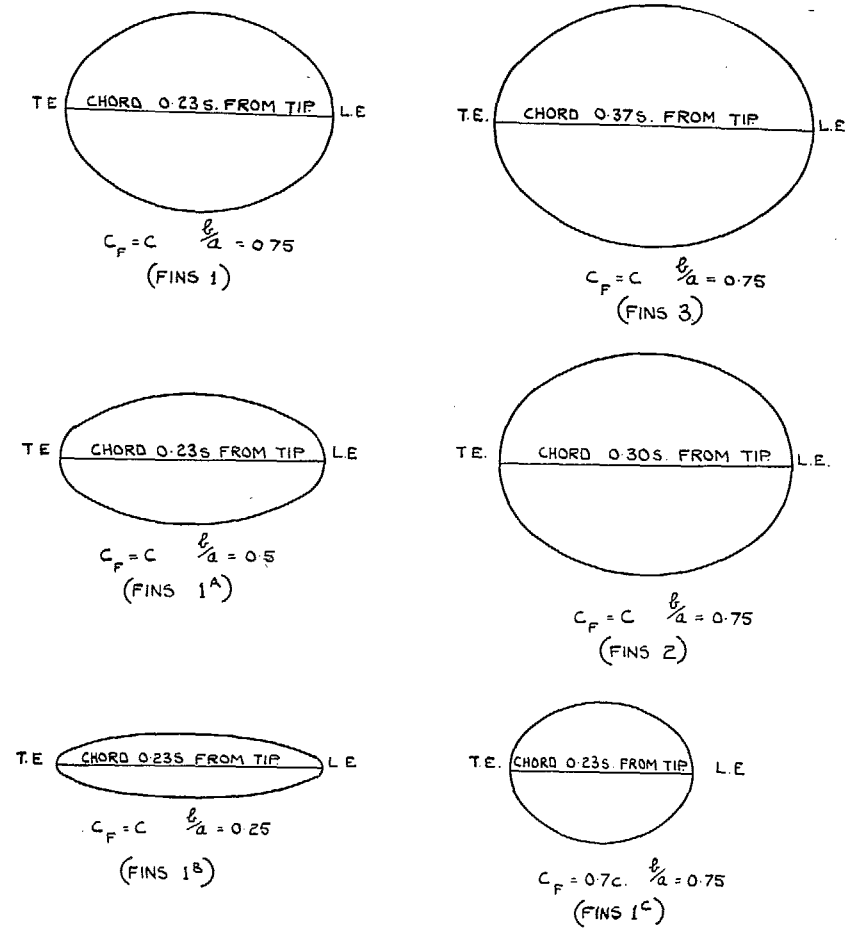 T E CHORD 0·23 S. FROM TIP. L.E
C_F = C b/a = 0 75
(FINS 1)
T.E. CHORD 0·37S. FROM TIP. L.E
C_F = C b/a = 0·75
(FINS 3.)
T E CHORD 0·23S FROM TIP. L.E
C_F = C b/a = 0·5
(FINS 1^A)
T E. CHORD 0·30S. FROM TIP. L.E.
C_F = C b/a = 0·75
(FINS 2)
T.E CHORD 0·23S FROM TIP. L E
C_F = C b/a = 0·25
(FINS 1^B)
T.E. CHORD 0·23S. FROM TIP. L.E
C_F = 0·7C. b/a = 0·75
(FINS 1^C)